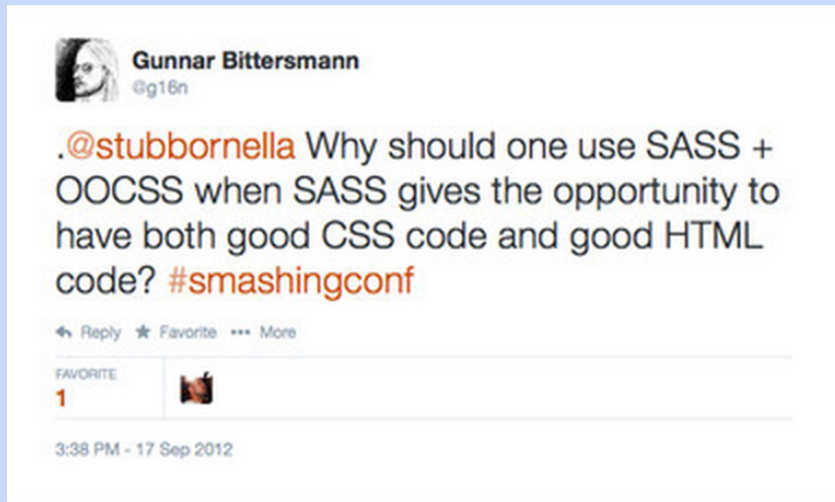 Gunnar Bittersmann
@g16n
.@stubbornella Why should one use SASS +
OOCSS when SASS gives the opportunity to
have both good CSS code and good HTML
code? #smashingconf
Reply Favorite More
FAVORITE
1
3:38 PM - 17 Sep 2012